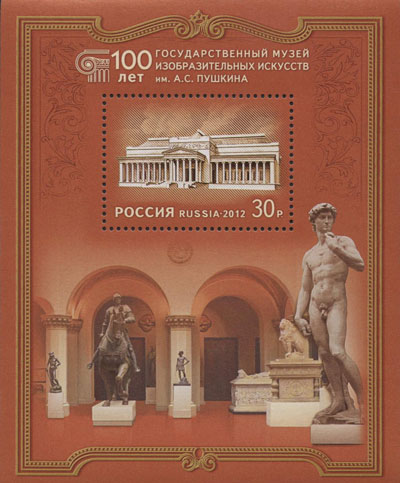 100 ЛЕТ
ГОСУДАРСТВЕННЫЙ МУЗЕЙ
ИЗОБРАЗИТЕЛЬНЫХ ИСКУССТВ
ИМ. А.С. ПУШКИНА
РОССИЯ RUSSIA·2012 30 Р